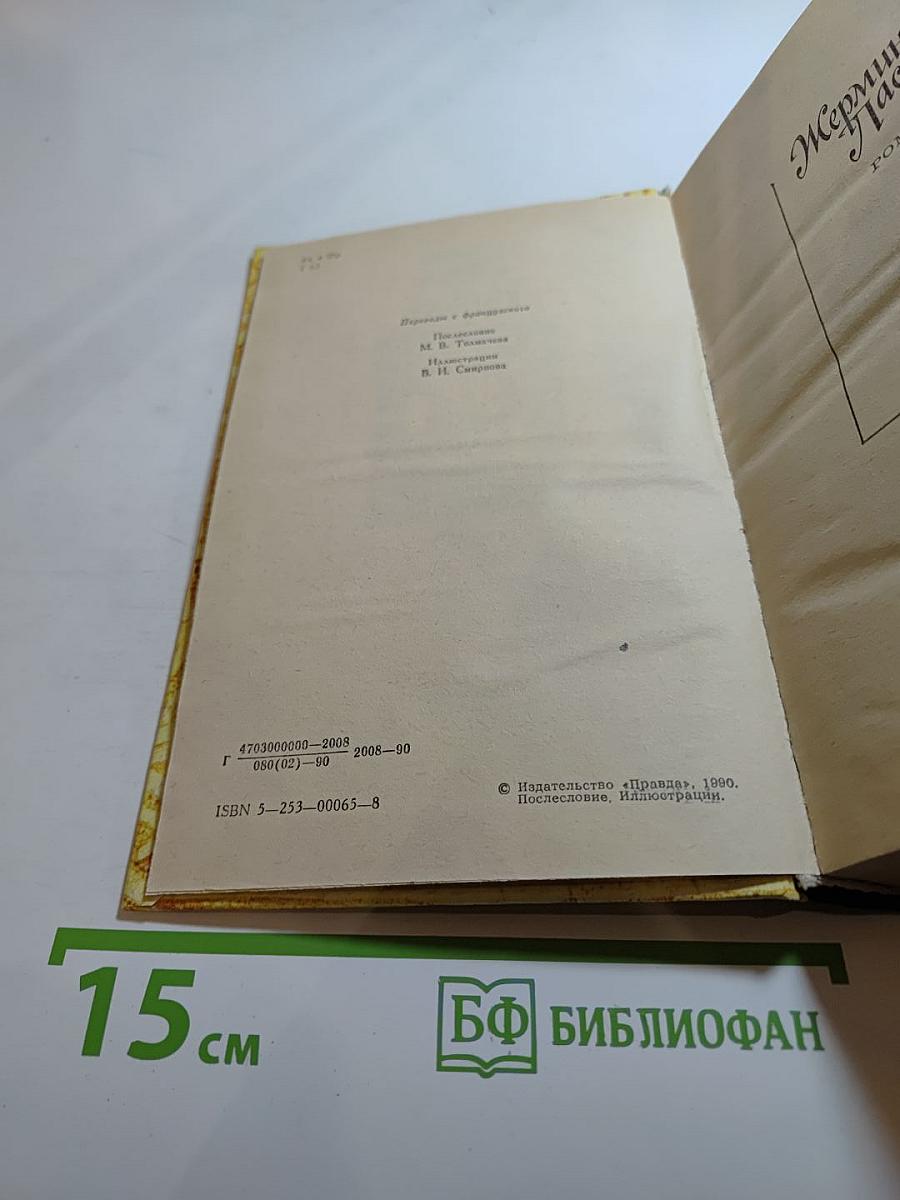 Переводы с французского
Послесловие
М. В. Толмачева
Иллюстрации
В. И. Смирнова
Г 4703000000—2008
080(02)—90
2008—90
ISBN 5—253—00065—8
© Издательство «Правда», 1990.
Послесловие, Иллюстрации.
15 см
БФ БИБЛИОФАН